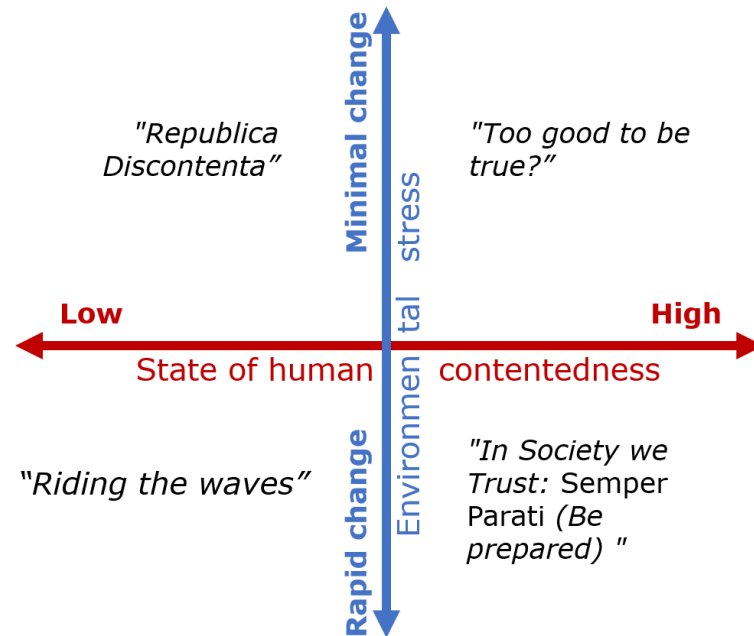 Minimal change
"Republica
Discontenta”
"Too good to be
true?”
Low
High
State of human contentedness
Environmen tal stress
“Riding the waves”
"In Society we
Trust: Semper
Parati (Be
prepared) "
Rapid change